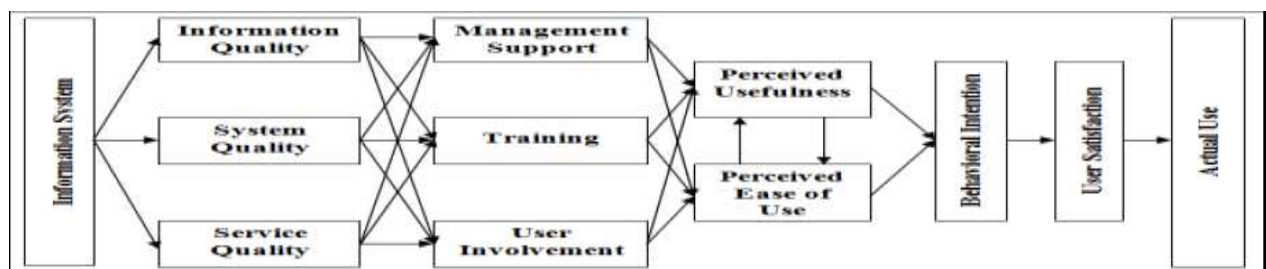 Information System
Information
Quality
System
Quality
Service
Quality
Management
Support
Training
User
Involvement
Perceived
Usefulness
Perceived
Ease of
Use
Behavioral Intention
User Satisfaction
Actual Use